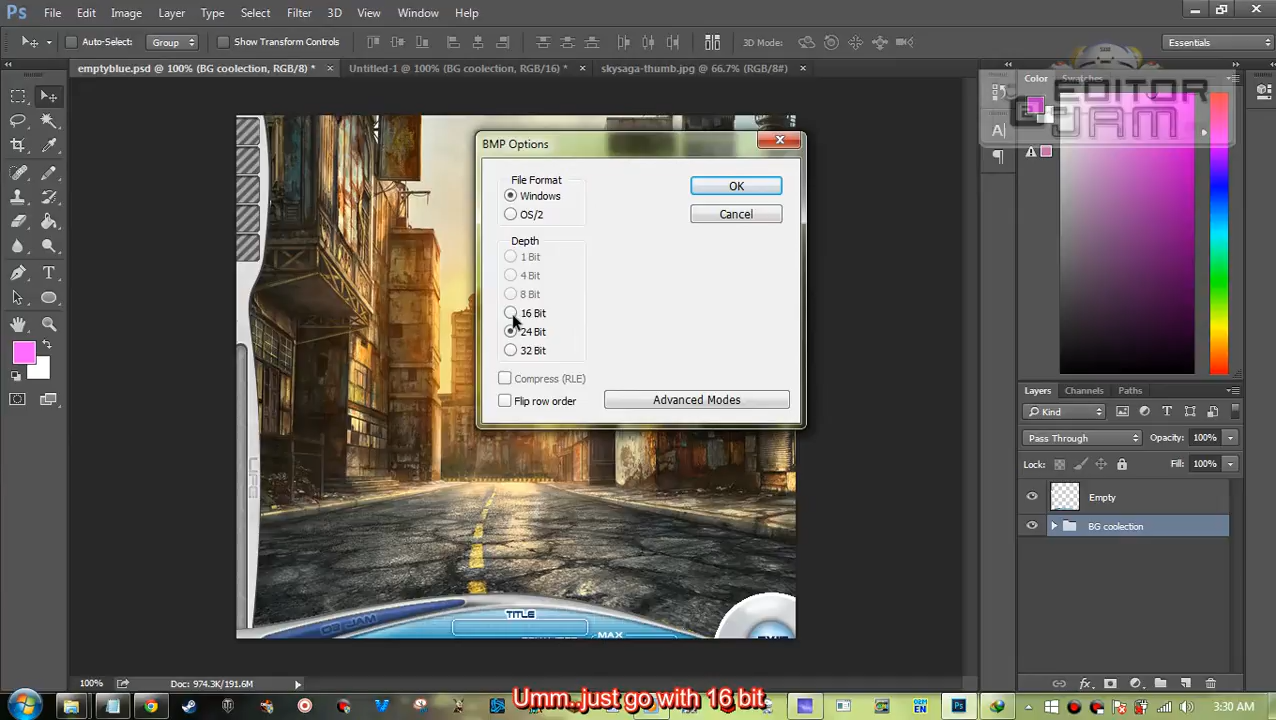 Ps File Edit Image Layer Type Select Filter 3D View Window Help
Auto-Select: Group Show Transform Controls 3D Mode: Essentials
emptyblue.psd @ 100% (BG coolection, RGB/8) * × Untitled-1 @ 100% (BG coolection, RGB/16) * × skysaga-thumb.jpg @ 66.7% (RGB/8#) ×
Color Swatches
EDITOR
JAM
BMP Options
File Format
Windows
OS/2
OK
Cancel
Depth
1 Bit
4 Bit
8 Bit
16 Bit
24 Bit
32 Bit
Compress (RLE)
Flip row order
Advanced Modes
Layers Channels Paths
Kind
Pass Through Opacity: 100%
Lock: Fill: 100%
Empty
BG coolection
TITLE
O2 JAM
MAX
100% Doc: 974.3K/191.6M
Umm..just go with 16 bit.
3:30 AM